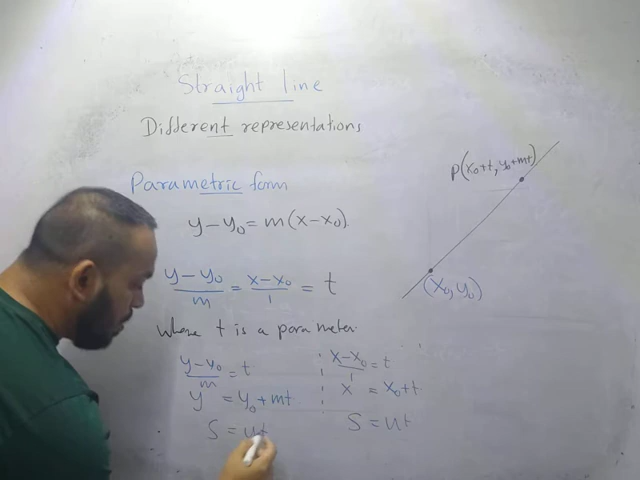 Straight line
Different representations
Parametric form
y-y₀ = m(x-x₀)
(y-y₀)/m = (x-x₀)/1 = t
Where t is a parameter
(y-y₀)/m = t
y = y₀+mt
S = ut
(x-x₀)/1 = t
x = x₀+t
S = ut
P(x₀+t, y₀+mt)
(x₀, y₀)